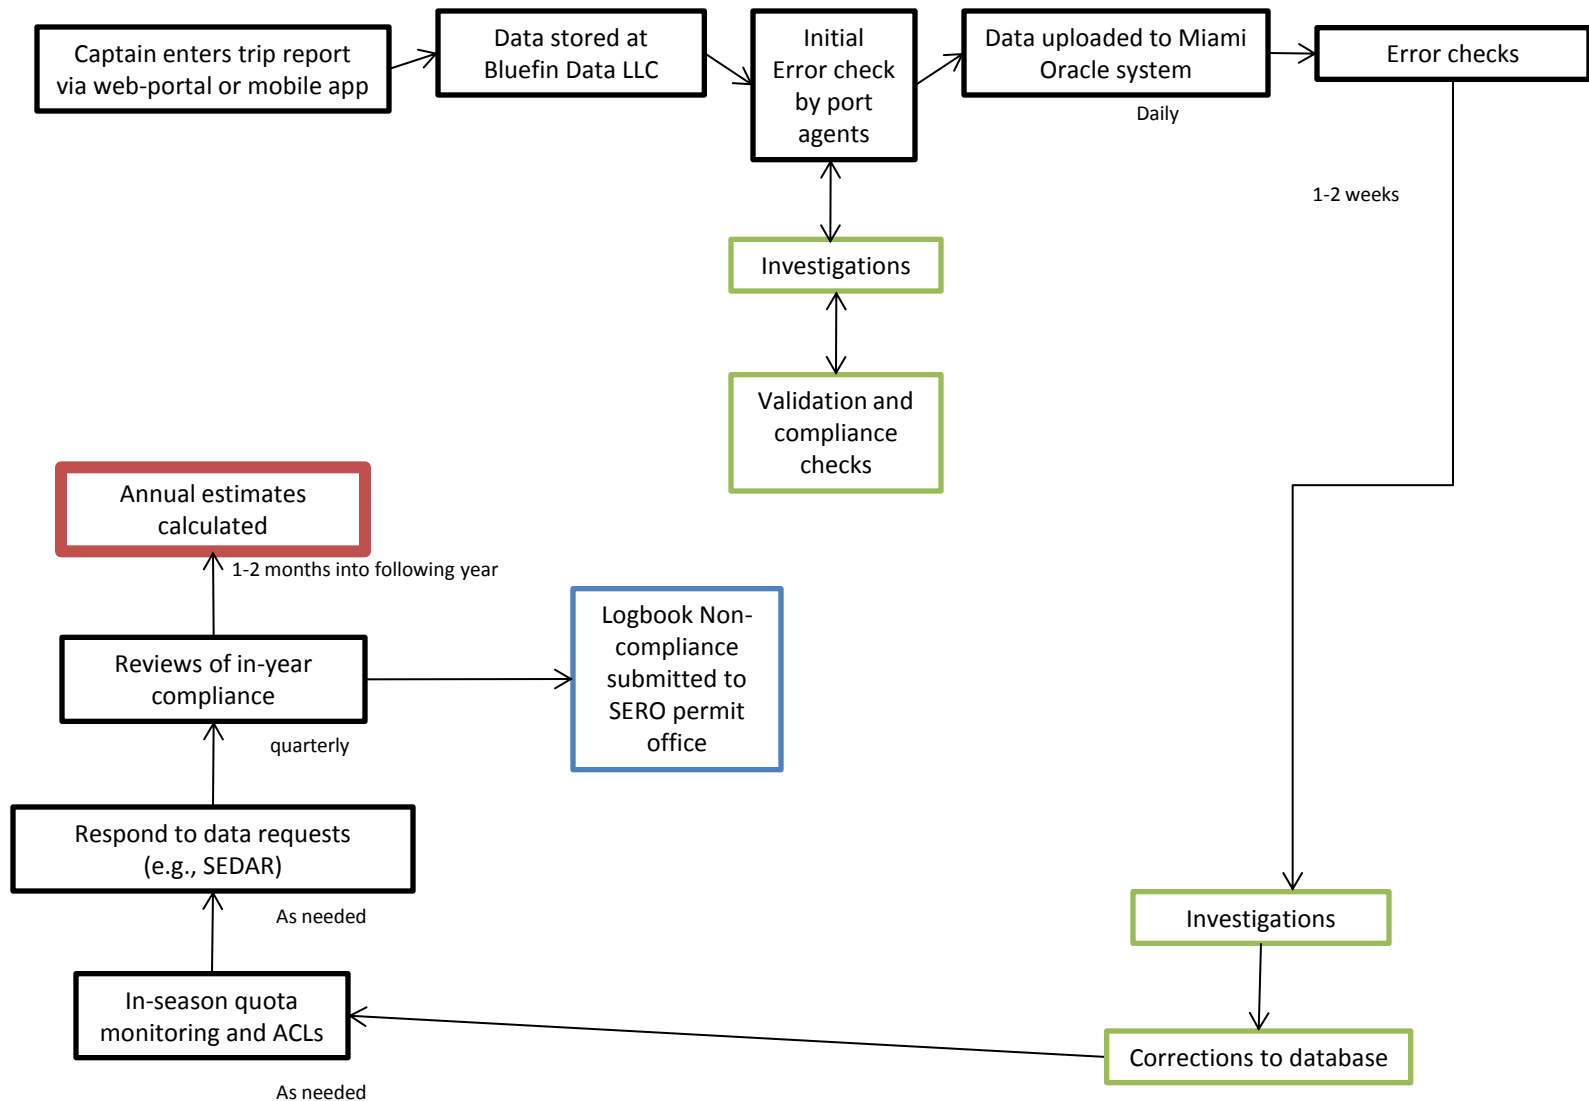 Captain enters trip report
via web-portal or mobile app
Data stored at
Bluefin Data LLC
Initial
Error check
by port
agents
Data uploaded to Miami
Oracle system
Daily
Error checks
1-2 weeks
Investigations
Validation and
compliance
checks
Annual estimates
calculated
1-2 months into following year
Reviews of in-year
compliance
quarterly
Logbook Non-
compliance
submitted to
SERO permit
office
Respond to data requests
(e.g., SEDAR)
As needed
In-season quota
monitoring and ACLs
As needed
Investigations
Corrections to database